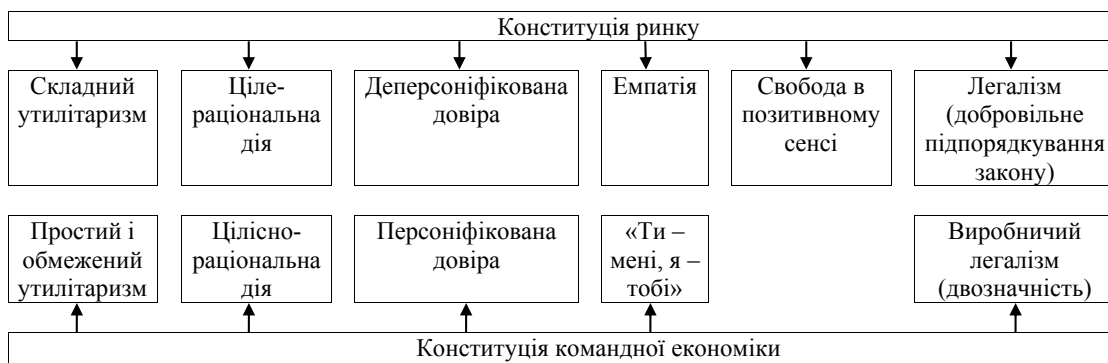 Конституція ринку
Складний
утилітаризм
Ціле-
раціональна
дія
Деперсоніфікована
довіра
Емпатія
Свобода в
позитивному
сенсі
Легалізм
(добровільне
підпорядкування
закону)
Простий і
обмежений
утилітаризм
Цілісно-
раціональна
дія
Персоніфікована
довіра
«Ти –
мені, я –
тобі»
Виробничий
легалізм
(двозначність)
Конституція командної економіки